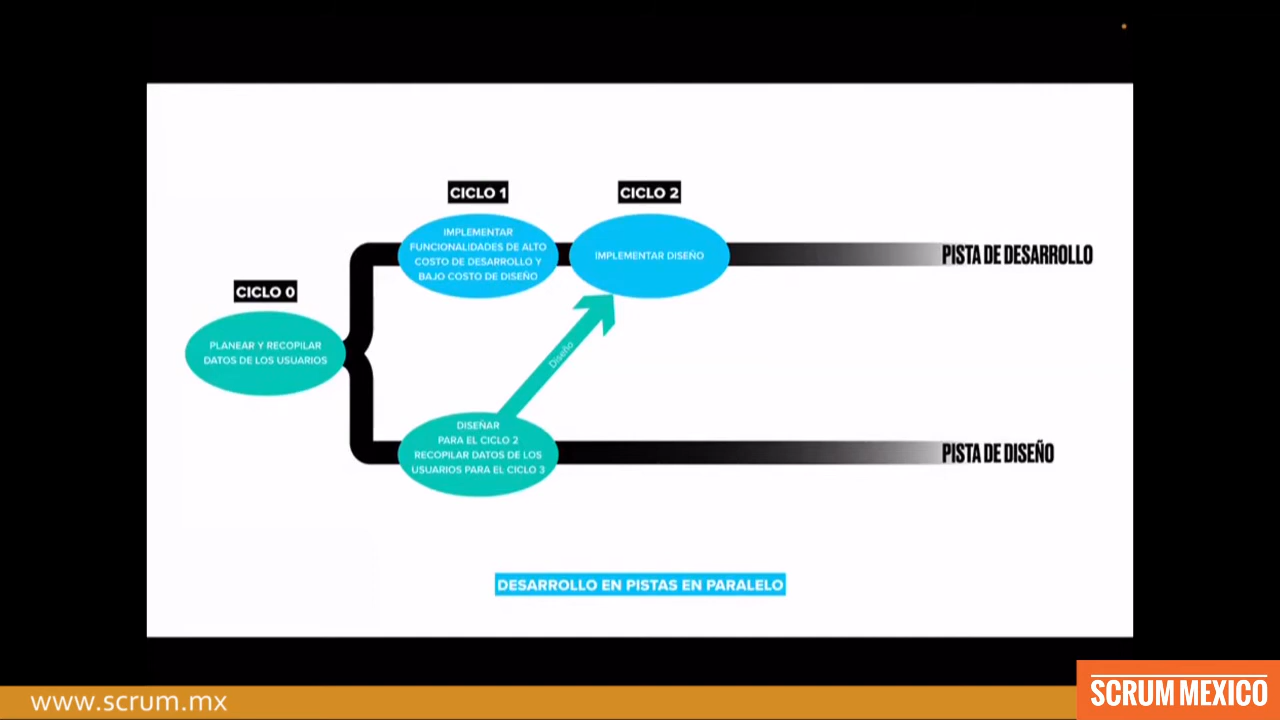 CICLO 1
CICLO 2
IMPLEMENTAR
FUNCIONALIDADES DE ALTO
COSTO DE DESARROLLO Y
BAJO COSTO DE DISEÑO
IMPLEMENTAR DISEÑO
PISTA DE DESARROLLO
CICLO 0
PLANEAR Y RECOPILAR
DATOS DE LOS USUARIOS
Diseño
DISEÑAR
PARA EL CICLO 2
RECOPILAR DATOS DE LOS
USUARIOS PARA EL CICLO 3
PISTA DE DISEÑO
DESARROLLO EN PISTAS EN PARALELO
www.scrum.mx
SCRUM MEXICO